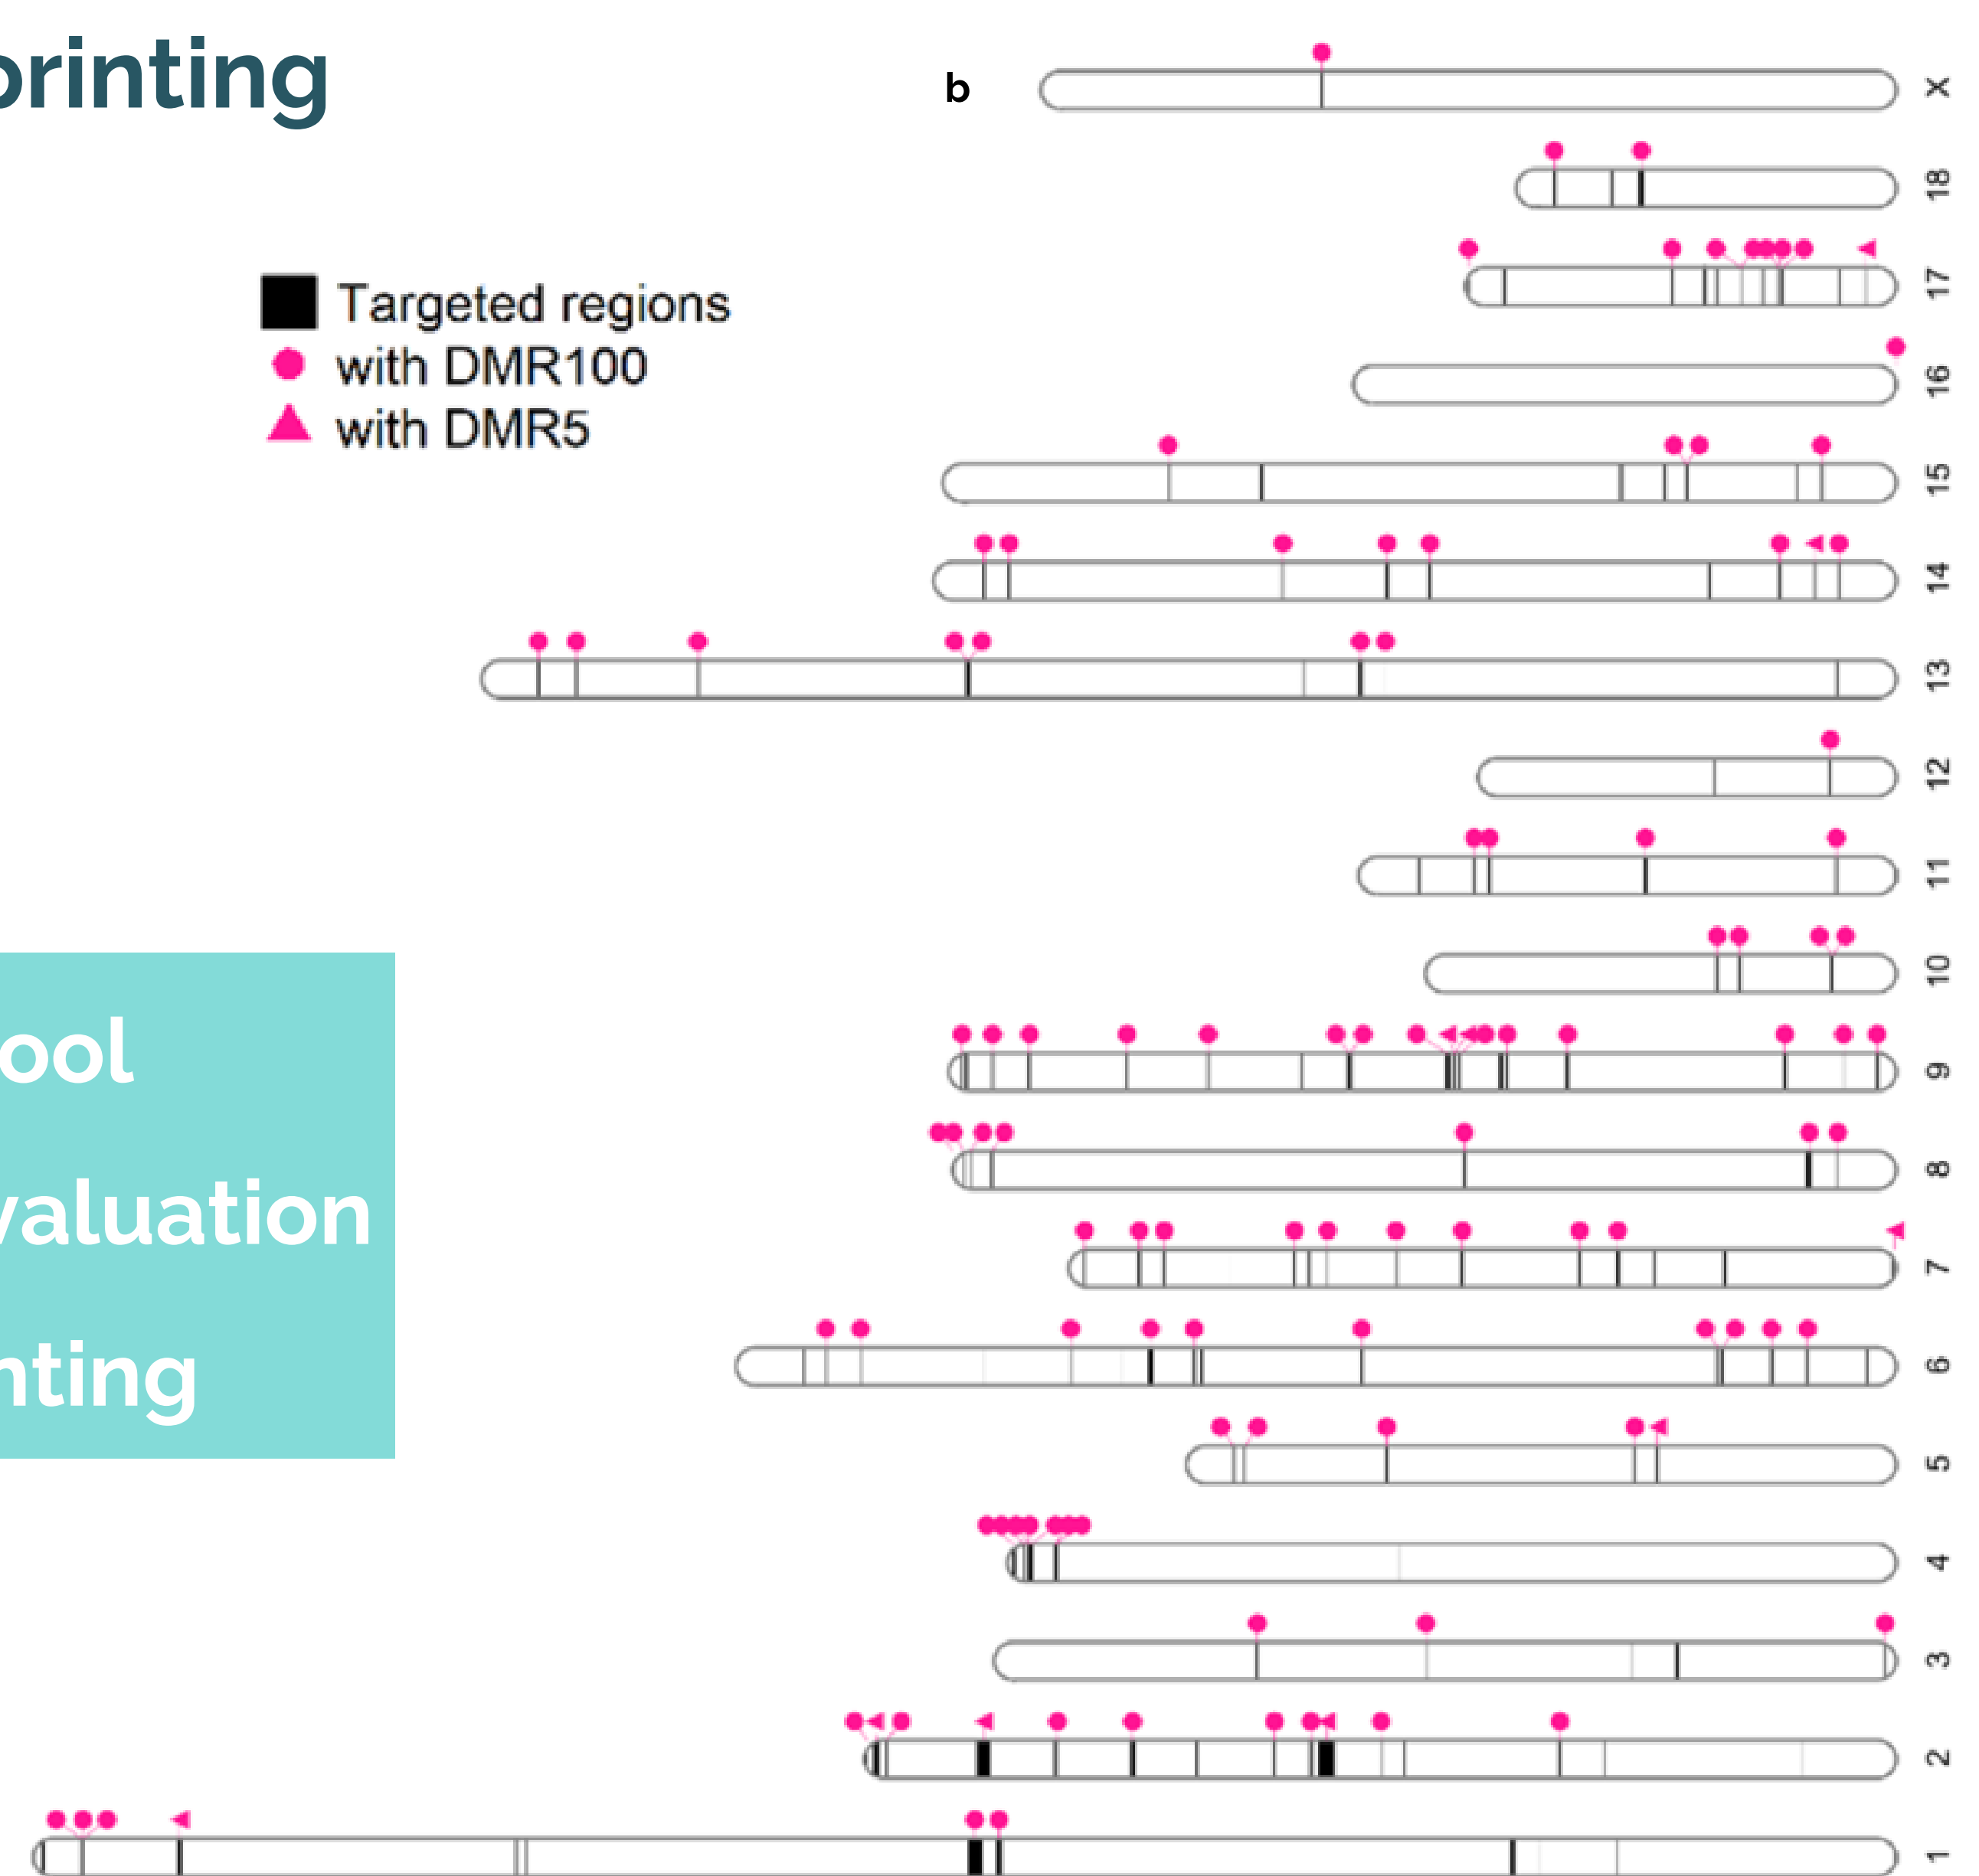 printing
b
Targeted regions
with DMR100
with DMR5
ool
valuation
nting
X
18
17
16
15
14
13
12
11
10
9
8
7
6
5
4
3
2
1